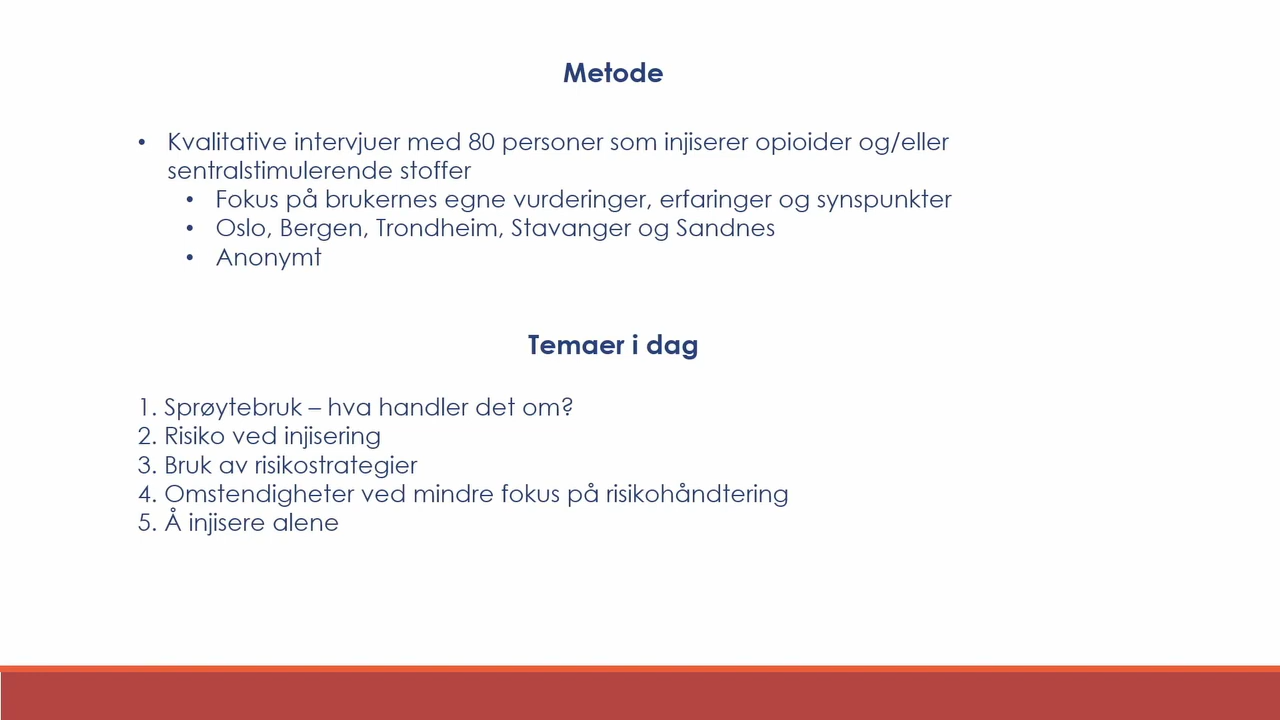 Metode
• Kvalitative intervjuer med 80 personer som injiserer opioider og/eller
sentralstimulerende stoffer
• Fokus på brukernes egne vurderinger, erfaringer og synspunkter
• Oslo, Bergen, Trondheim, Stavanger og Sandnes
• Anonymt
Temaer i dag
1. Sprøytebruk – hva handler det om?
2. Risiko ved injisering
3. Bruk av risikostrategier
4. Omstendigheter ved mindre fokus på risikohåndtering
5. Å injisere alene